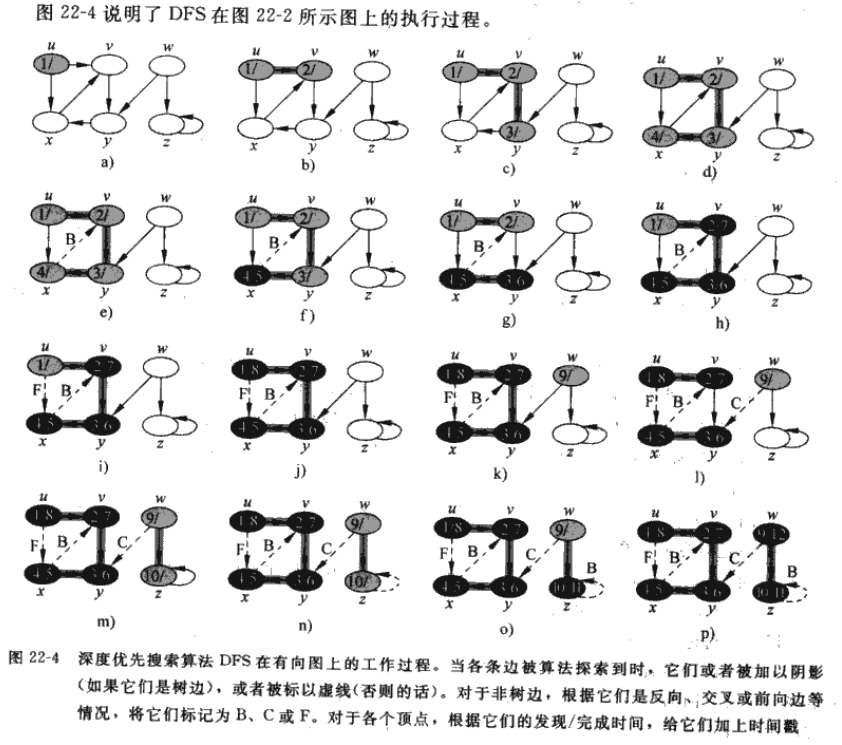 图 22-4 说明了 DFS 在图 22-2 所示图上的执行过程。
u v w u v w u v w u v w
1/ 1/ 2/ 1/ 2/ 1/ 2/
3/ 4/ 3/
x y z x y z x y z x y z
a) b) c) d)
u v w u v w u v w u v w
1/ 2/ 1/ 2/ 1/ 2/ 1/ 2/7
B B B B
4/ 3/ 4/5 3/ 4/5 3/6 4/5 3/6
x y z x y z x y z x y z
e) f) g) h)
u v w u v w u v w u v w
1/ 2/7 1/8 2/7 1/8 2/7 9/ 1/8 2/7 9/
F B F B F B F B C
4/5 3/6 4/5 3/6 4/5 3/6 4/5 3/6
x y z x y z x y z x y z
i) j) k) l)
u v w u v w u v w u v w
1/8 2/7 9/ 1/8 2/7 9/ 1/8 2/7 9/ 1/8 2/7 9/12
F B C F B C F B C B F B C B
4/5 3/6 10/ 4/5 3/6 10/ 4/5 3/6 10/11 4/5 3/6 10/11
x y z x y z x y z x y z
m) n) o) p)
图 22-4 深度优先搜索算法 DFS 在有向图上的工作过程。当各条边被算法探索到时，它们或者被加以阴影
（如果它们是树边），或者被标以虚线（否则的话）。对于非树边，根据它们是反向、交叉或前向边等
情况，将它们标记为 B、C 或 F。对于各个顶点，根据它们的发现/完成时间，给它们加上时间戳